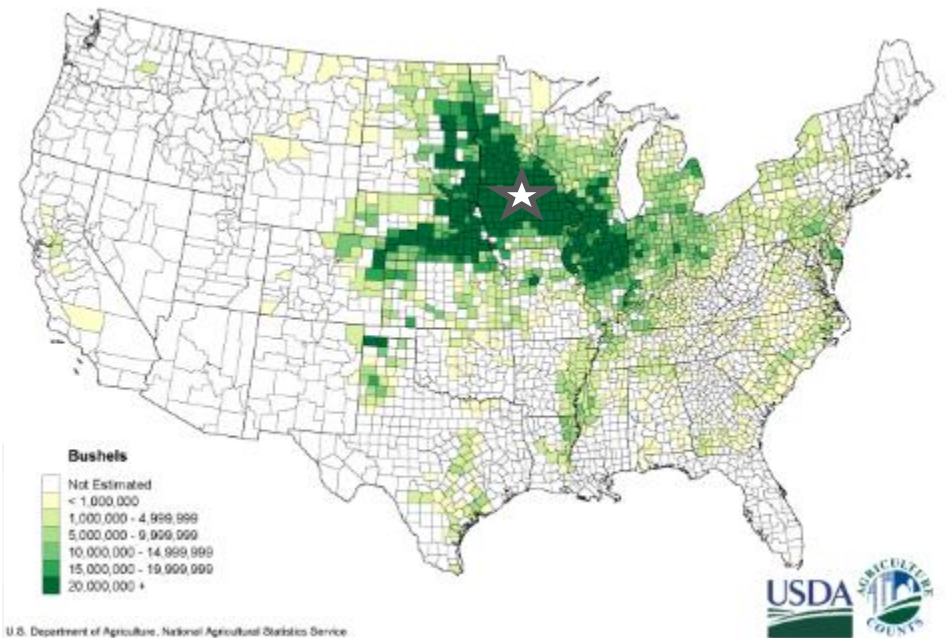 Bushels
Not Estimated
< 1,000,000
1,000,000 - 4,999,999
5,000,000 - 9,999,999
10,000,000 - 14,999,999
15,000,000 - 19,999,999
20,000,000 +
USDA
AGRICULTURE
COUNTS
U.S. Department of Agriculture, National Agricultural Statistics Service